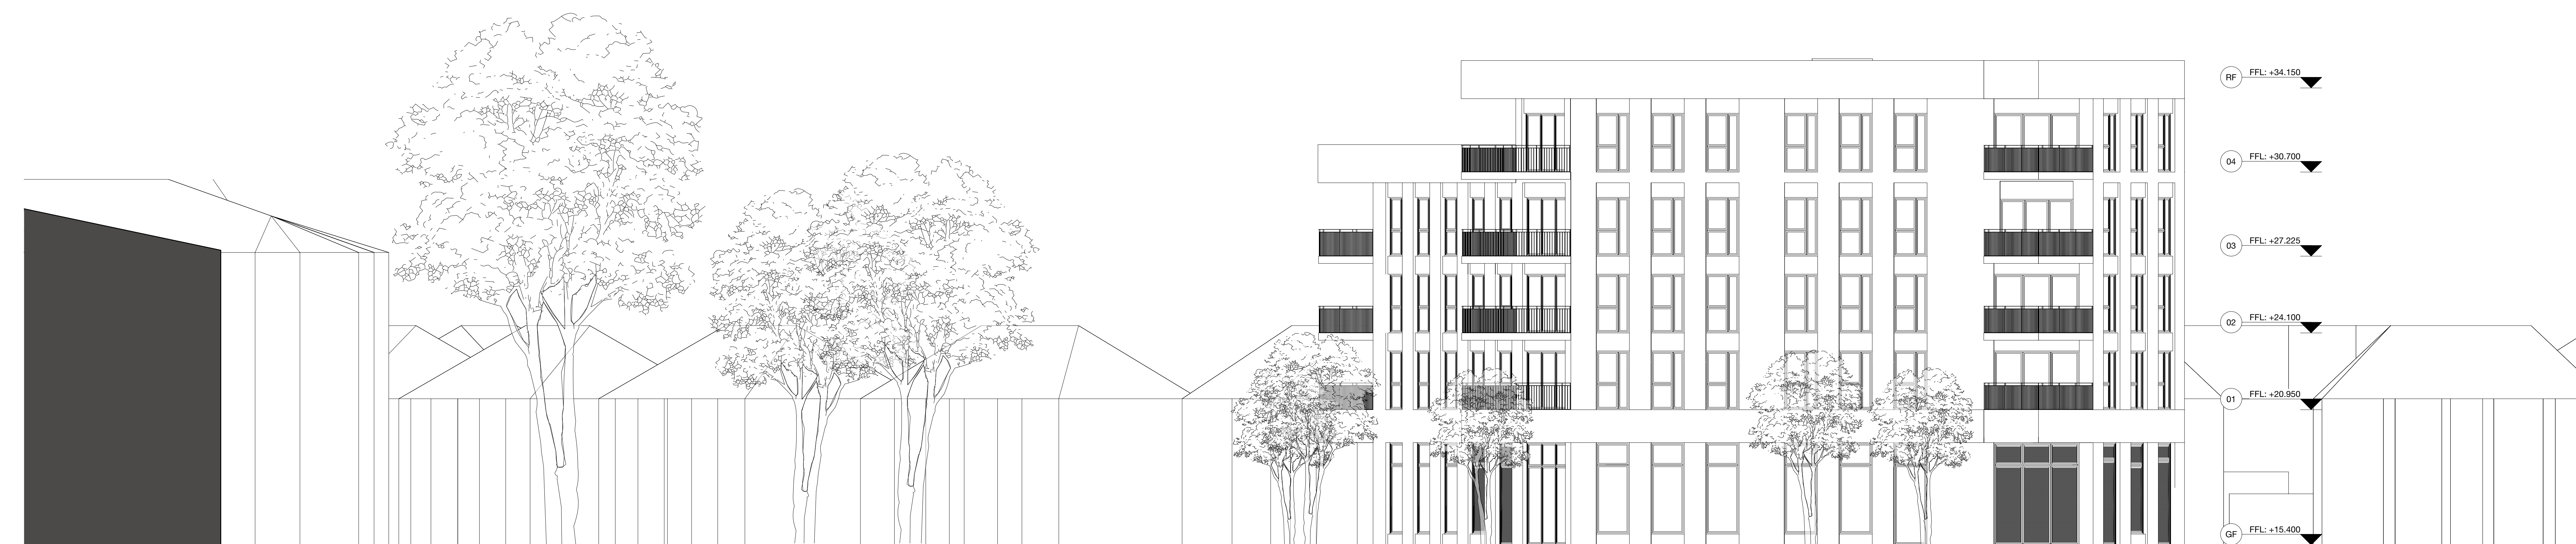 RF FFL: +34.150
04 FFL: +30.700
03 FFL: +27.225
02 FFL: +24.100
01 FFL: +20.950
GF FFL: +15.400